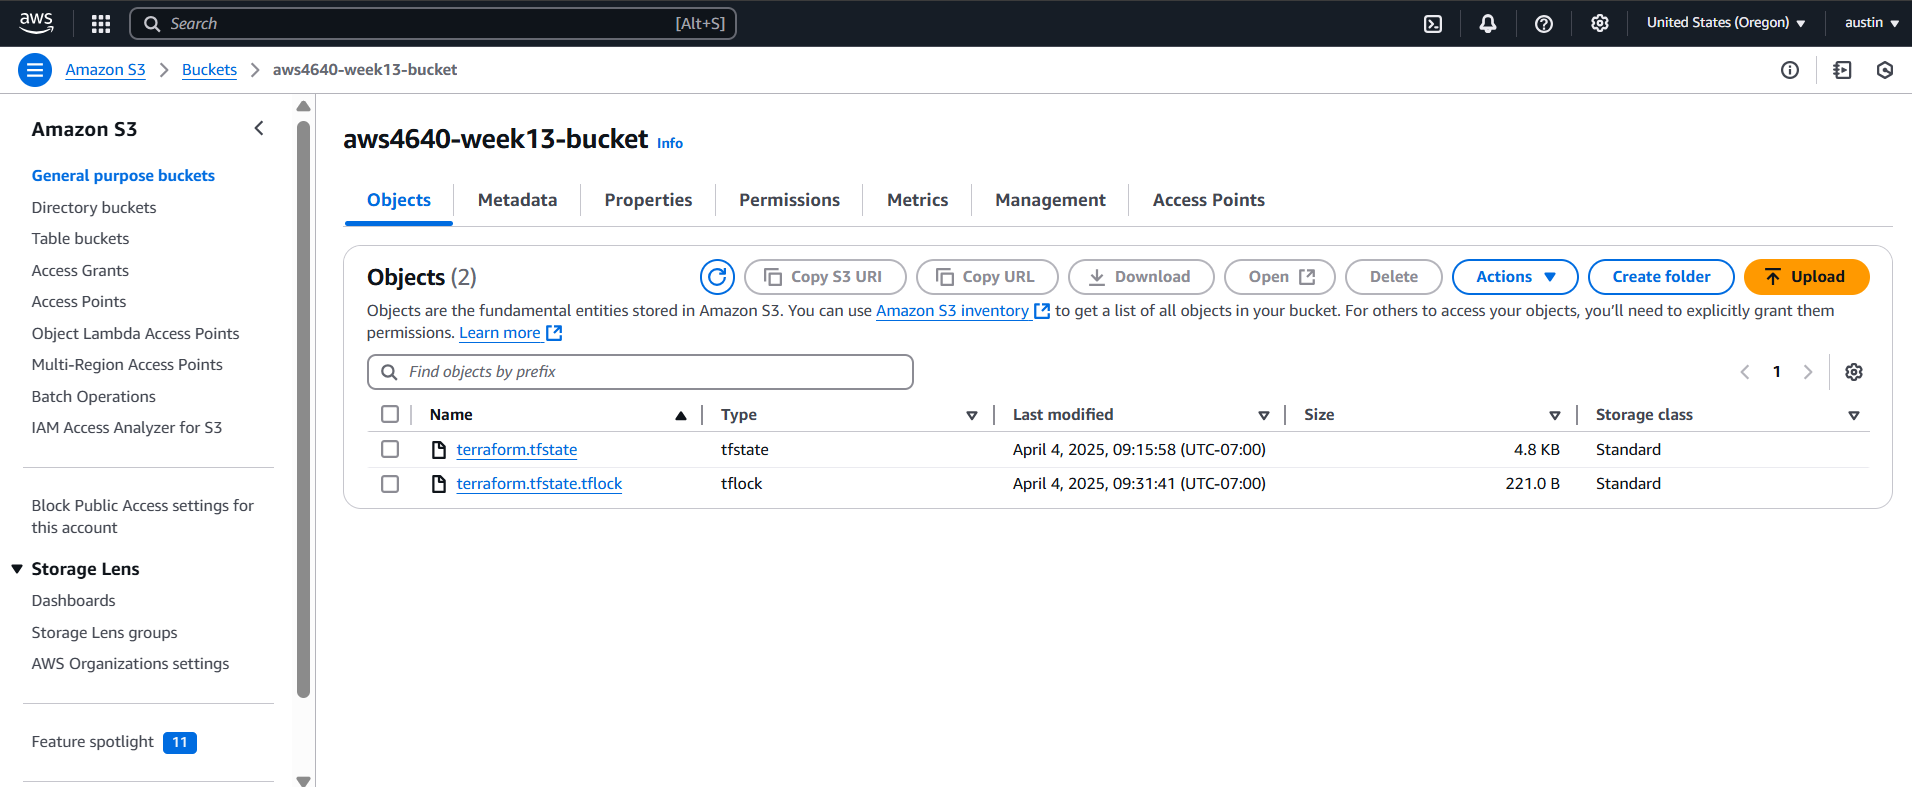 aws
Search [Alt+S]
United States (Oregon)
austin
Amazon S3
Buckets
aws4640-week13-bucket
Amazon S3
General purpose buckets
Directory buckets
Table buckets
Access Grants
Access Points
Object Lambda Access Points
Multi-Region Access Points
Batch Operations
IAM Access Analyzer for S3
Block Public Access settings for
this account
Storage Lens
Dashboards
Storage Lens groups
AWS Organizations settings
Feature spotlight 11
aws4640-week13-bucket Info
Objects
Metadata
Properties
Permissions
Metrics
Management
Access Points
Objects (2)
Copy S3 URI
Copy URL
Download
Open
Delete
Actions
Create folder
Upload
Objects are the fundamental entities stored in Amazon S3. You can use Amazon S3 inventory to get a list of all objects in your bucket. For others to access your objects, you’ll need to explicitly grant them
permissions. Learn more
Find objects by prefix
1
Name Type Last modified Size Storage class
terraform.tfstate tfstate April 4, 2025, 09:15:58 (UTC-07:00) 4.8 KB Standard
terraform.tfstate.tflock tflock April 4, 2025, 09:31:41 (UTC-07:00) 221.0 B Standard